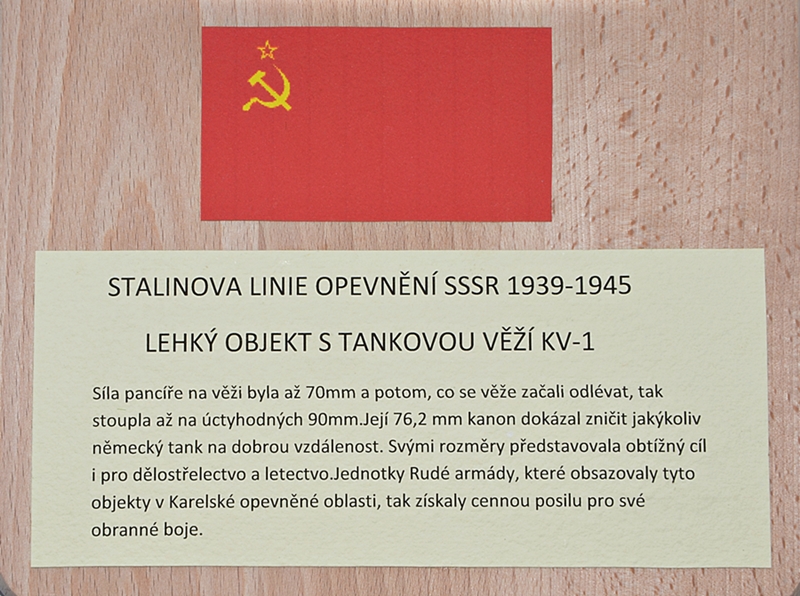 STALINOVA LINIE OPEVNĚNÍ SSSR 1939-1945
LEHKÝ OBJEKT S TANKOVOU VĚŽÍ KV-1
Síla pancíře na věži byla až 70mm a potom, co se věže začali odlévat, tak
stoupla až na úctyhodných 90mm.Její 76,2 mm kanon dokázal zničit jakýkoliv
německý tank na dobrou vzdálenost. Svými rozměry představovala obtížný cíl
i pro dělostřelectvo a letectvo.Jednotky Rudé armády, které obsazovaly tyto
objekty v Karelské opevněné oblasti, tak získaly cennou posilu pro své
obranné boje.